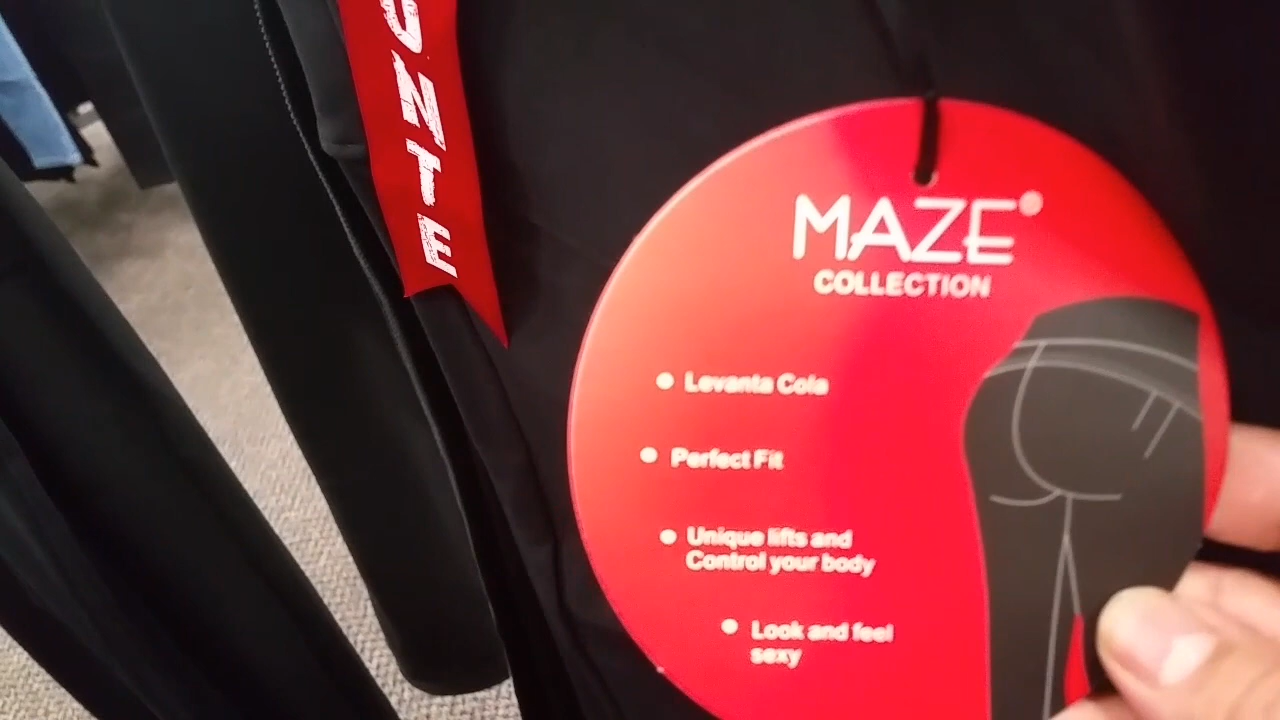 MAZE®
COLLECTION
Levanta Cola
Perfect Fit
Unique lifts and
Control your body
Look and feel
sexy